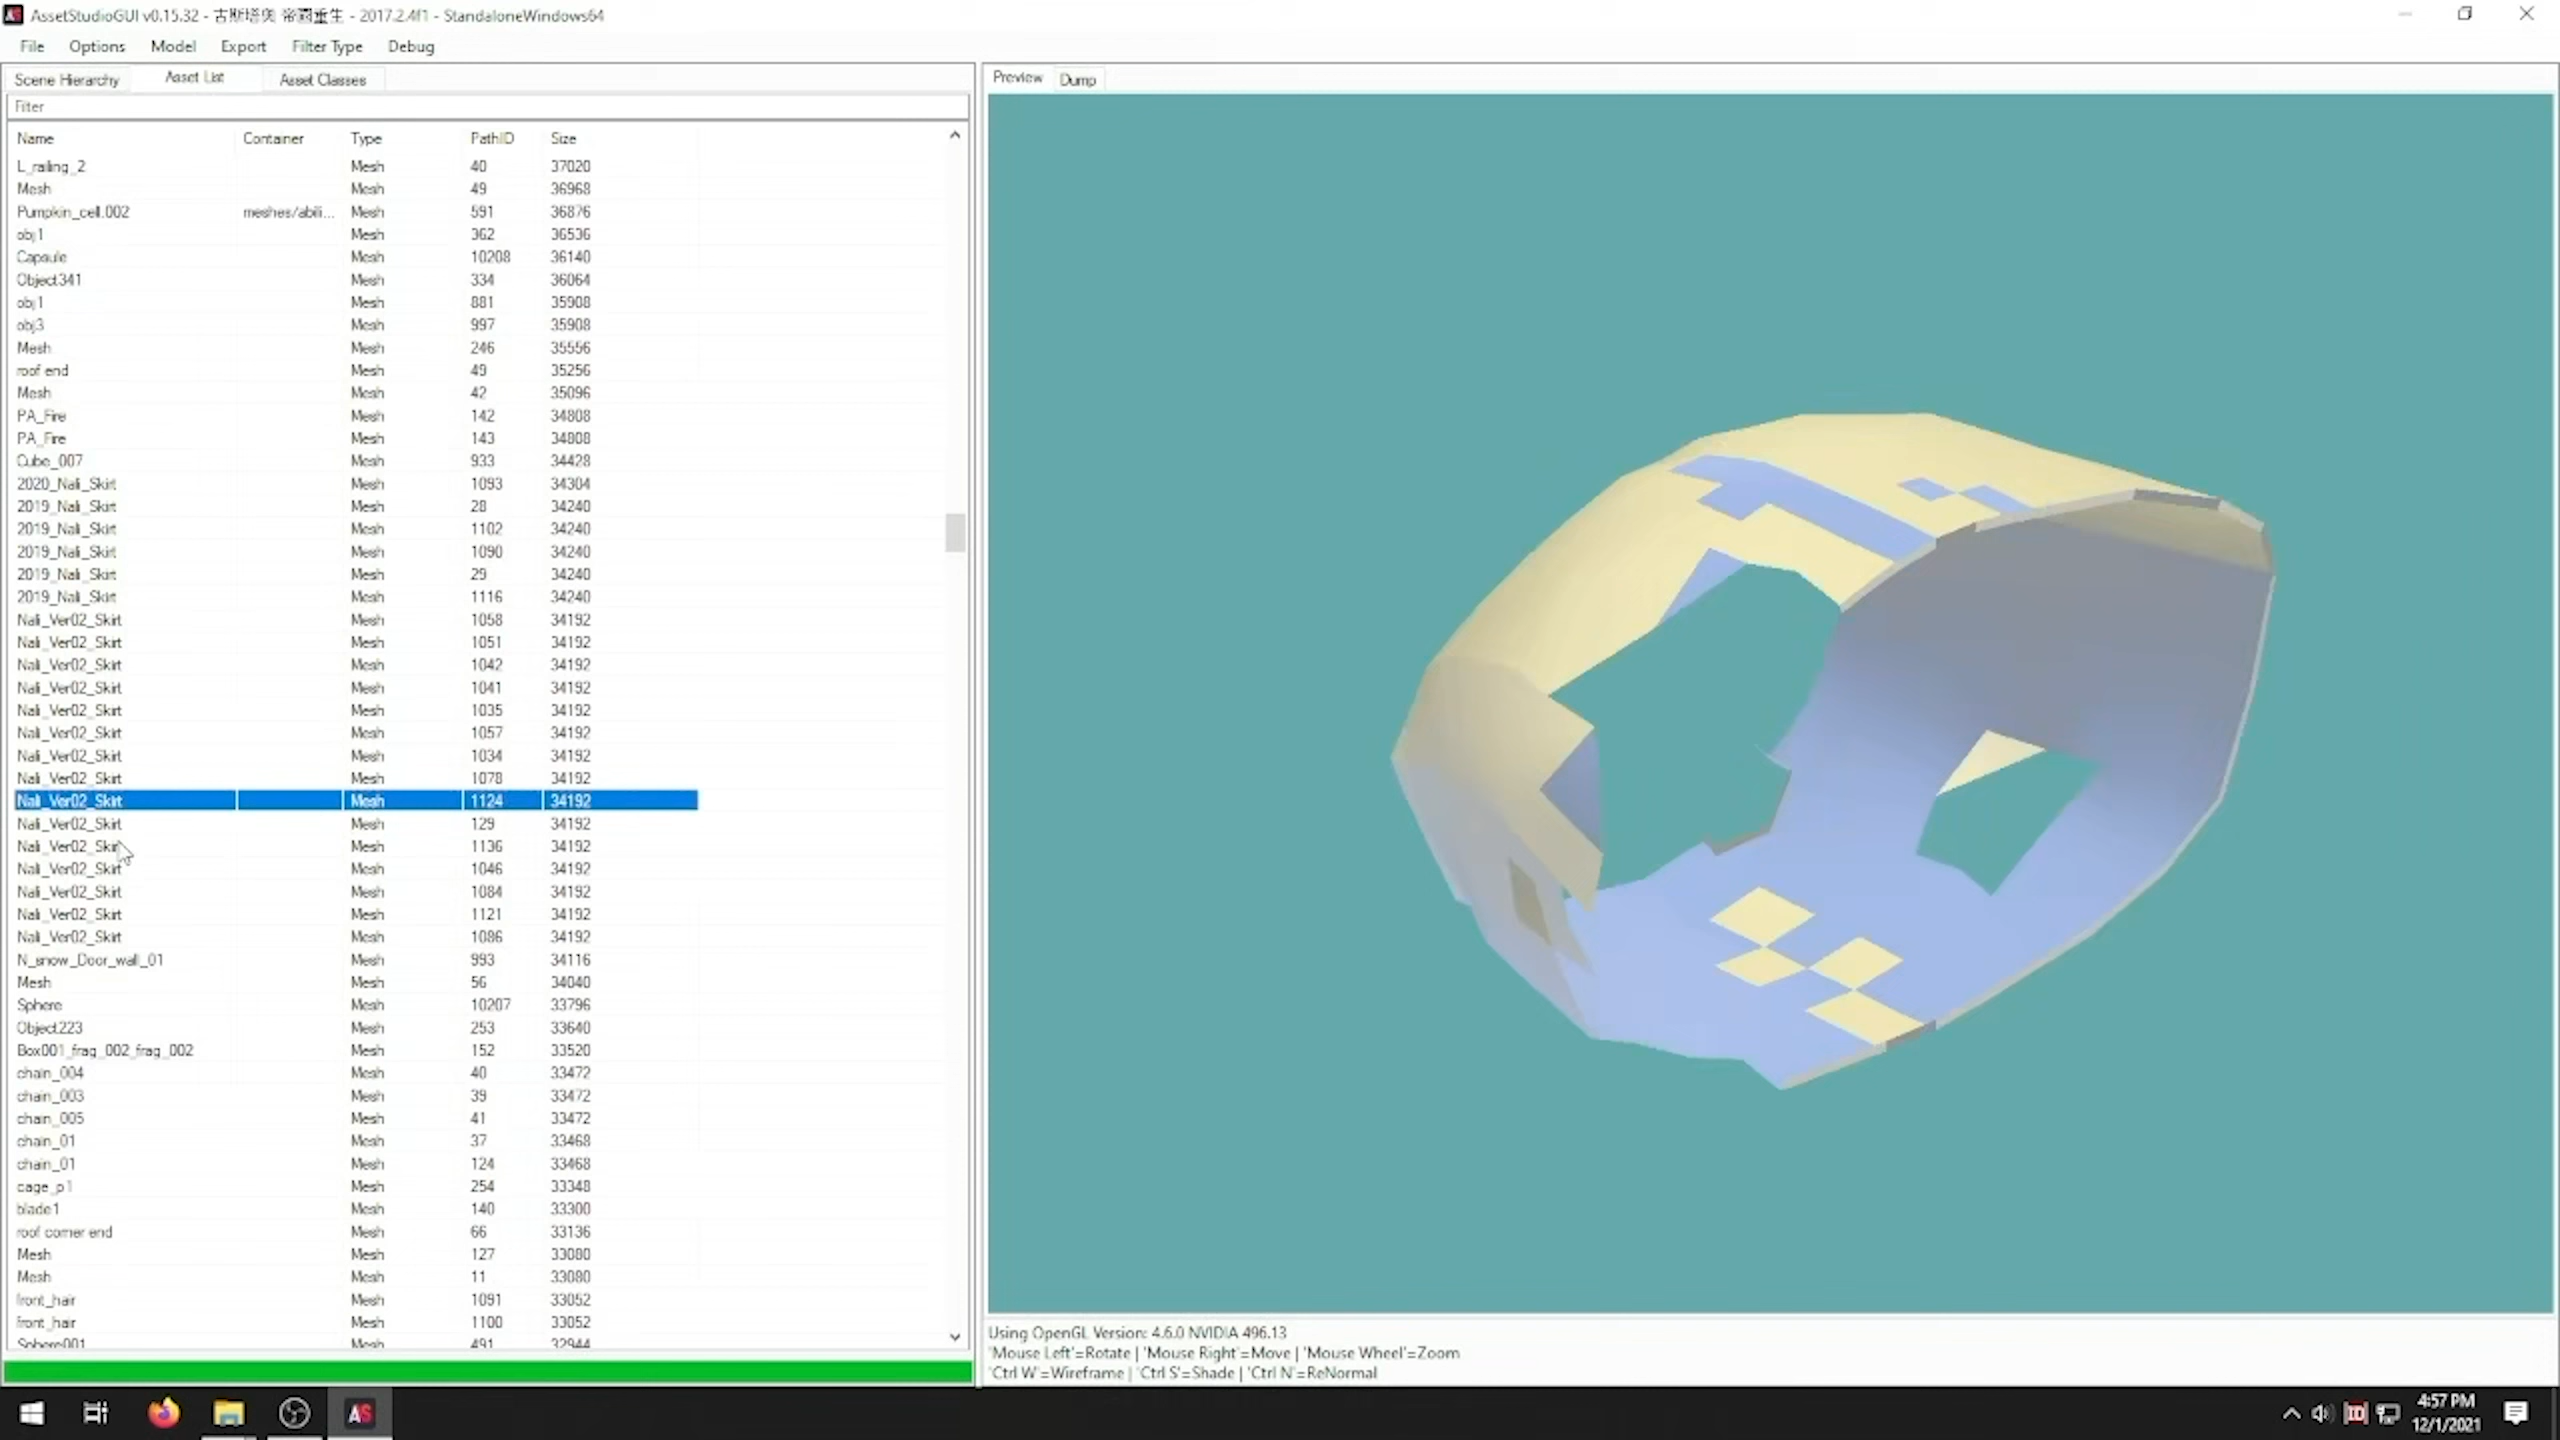 AssetStudioGUI v0.15.32 - 古斯塔奧 帝國重生 - 2017.2.4f1 - StandaloneWindows64
File Options Model Export Filter Type Debug
Scene Hierarchy Asset List Asset Classes
Filter
Name Container Type PathID Size
L_railing_2 Mesh 40 37020
Mesh Mesh 49 36968
Pumpkin_cell.002 meshes/abili... Mesh 591 36876
obj1 Mesh 362 36536
Capsule Mesh 10208 36140
Object341 Mesh 334 36064
obj1 Mesh 881 35908
obj3 Mesh 997 35908
Mesh Mesh 246 35556
roof end Mesh 49 35256
Mesh Mesh 42 35096
PA_Fire Mesh 142 34808
PA_Fire Mesh 143 34808
Cube_007 Mesh 933 34428
2020_Nali_Skirt Mesh 1093 34304
2019_Nali_Skirt Mesh 28 34240
2019_Nali_Skirt Mesh 1102 34240
2019_Nali_Skirt Mesh 1090 34240
2019_Nali_Skirt Mesh 29 34240
2019_Nali_Skirt Mesh 1116 34240
Nali_Ver02_Skirt Mesh 1058 34192
Nali_Ver02_Skirt Mesh 1051 34192
Nali_Ver02_Skirt Mesh 1042 34192
Nali_Ver02_Skirt Mesh 1041 34192
Nali_Ver02_Skirt Mesh 1035 34192
Nali_Ver02_Skirt Mesh 1057 34192
Nali_Ver02_Skirt Mesh 1034 34192
Nali_Ver02_Skirt Mesh 1078 34192
Nali_Ver02_Skirt Mesh 1124 34192
Nali_Ver02_Skirt Mesh 129 34192
Nali_Ver02_Skirt Mesh 1136 34192
Nali_Ver02_Skirt Mesh 1046 34192
Nali_Ver02_Skirt Mesh 1084 34192
Nali_Ver02_Skirt Mesh 1121 34192
Nali_Ver02_Skirt Mesh 1086 34192
N_snow_Door_wall_01 Mesh 993 34116
Mesh Mesh 56 34040
Sphere Mesh 10207 33796
Object223 Mesh 253 33640
Box001_frag_002_frag_002 Mesh 152 33520
chain_004 Mesh 40 33472
chain_003 Mesh 39 33472
chain_005 Mesh 41 33472
chain_01 Mesh 37 33468
chain_01 Mesh 124 33468
cage_p1 Mesh 254 33348
blade1 Mesh 140 33300
roof corner end Mesh 66 33136
Mesh Mesh 127 33080
Mesh Mesh 11 33080
front_hair Mesh 1091 33052
front_hair Mesh 1100 33052
Sphere001 Mesh 491 32944
Preview Dump
Using OpenGL Version: 4.6.0 NVIDIA 496.13
'Mouse Left'=Rotate | 'Mouse Right'=Move | 'Mouse Wheel'=Zoom
'Ctrl W'=Wireframe | 'Ctrl S'=Shade | 'Ctrl N'=ReNormal
AS
4:57 PM
12/1/2021